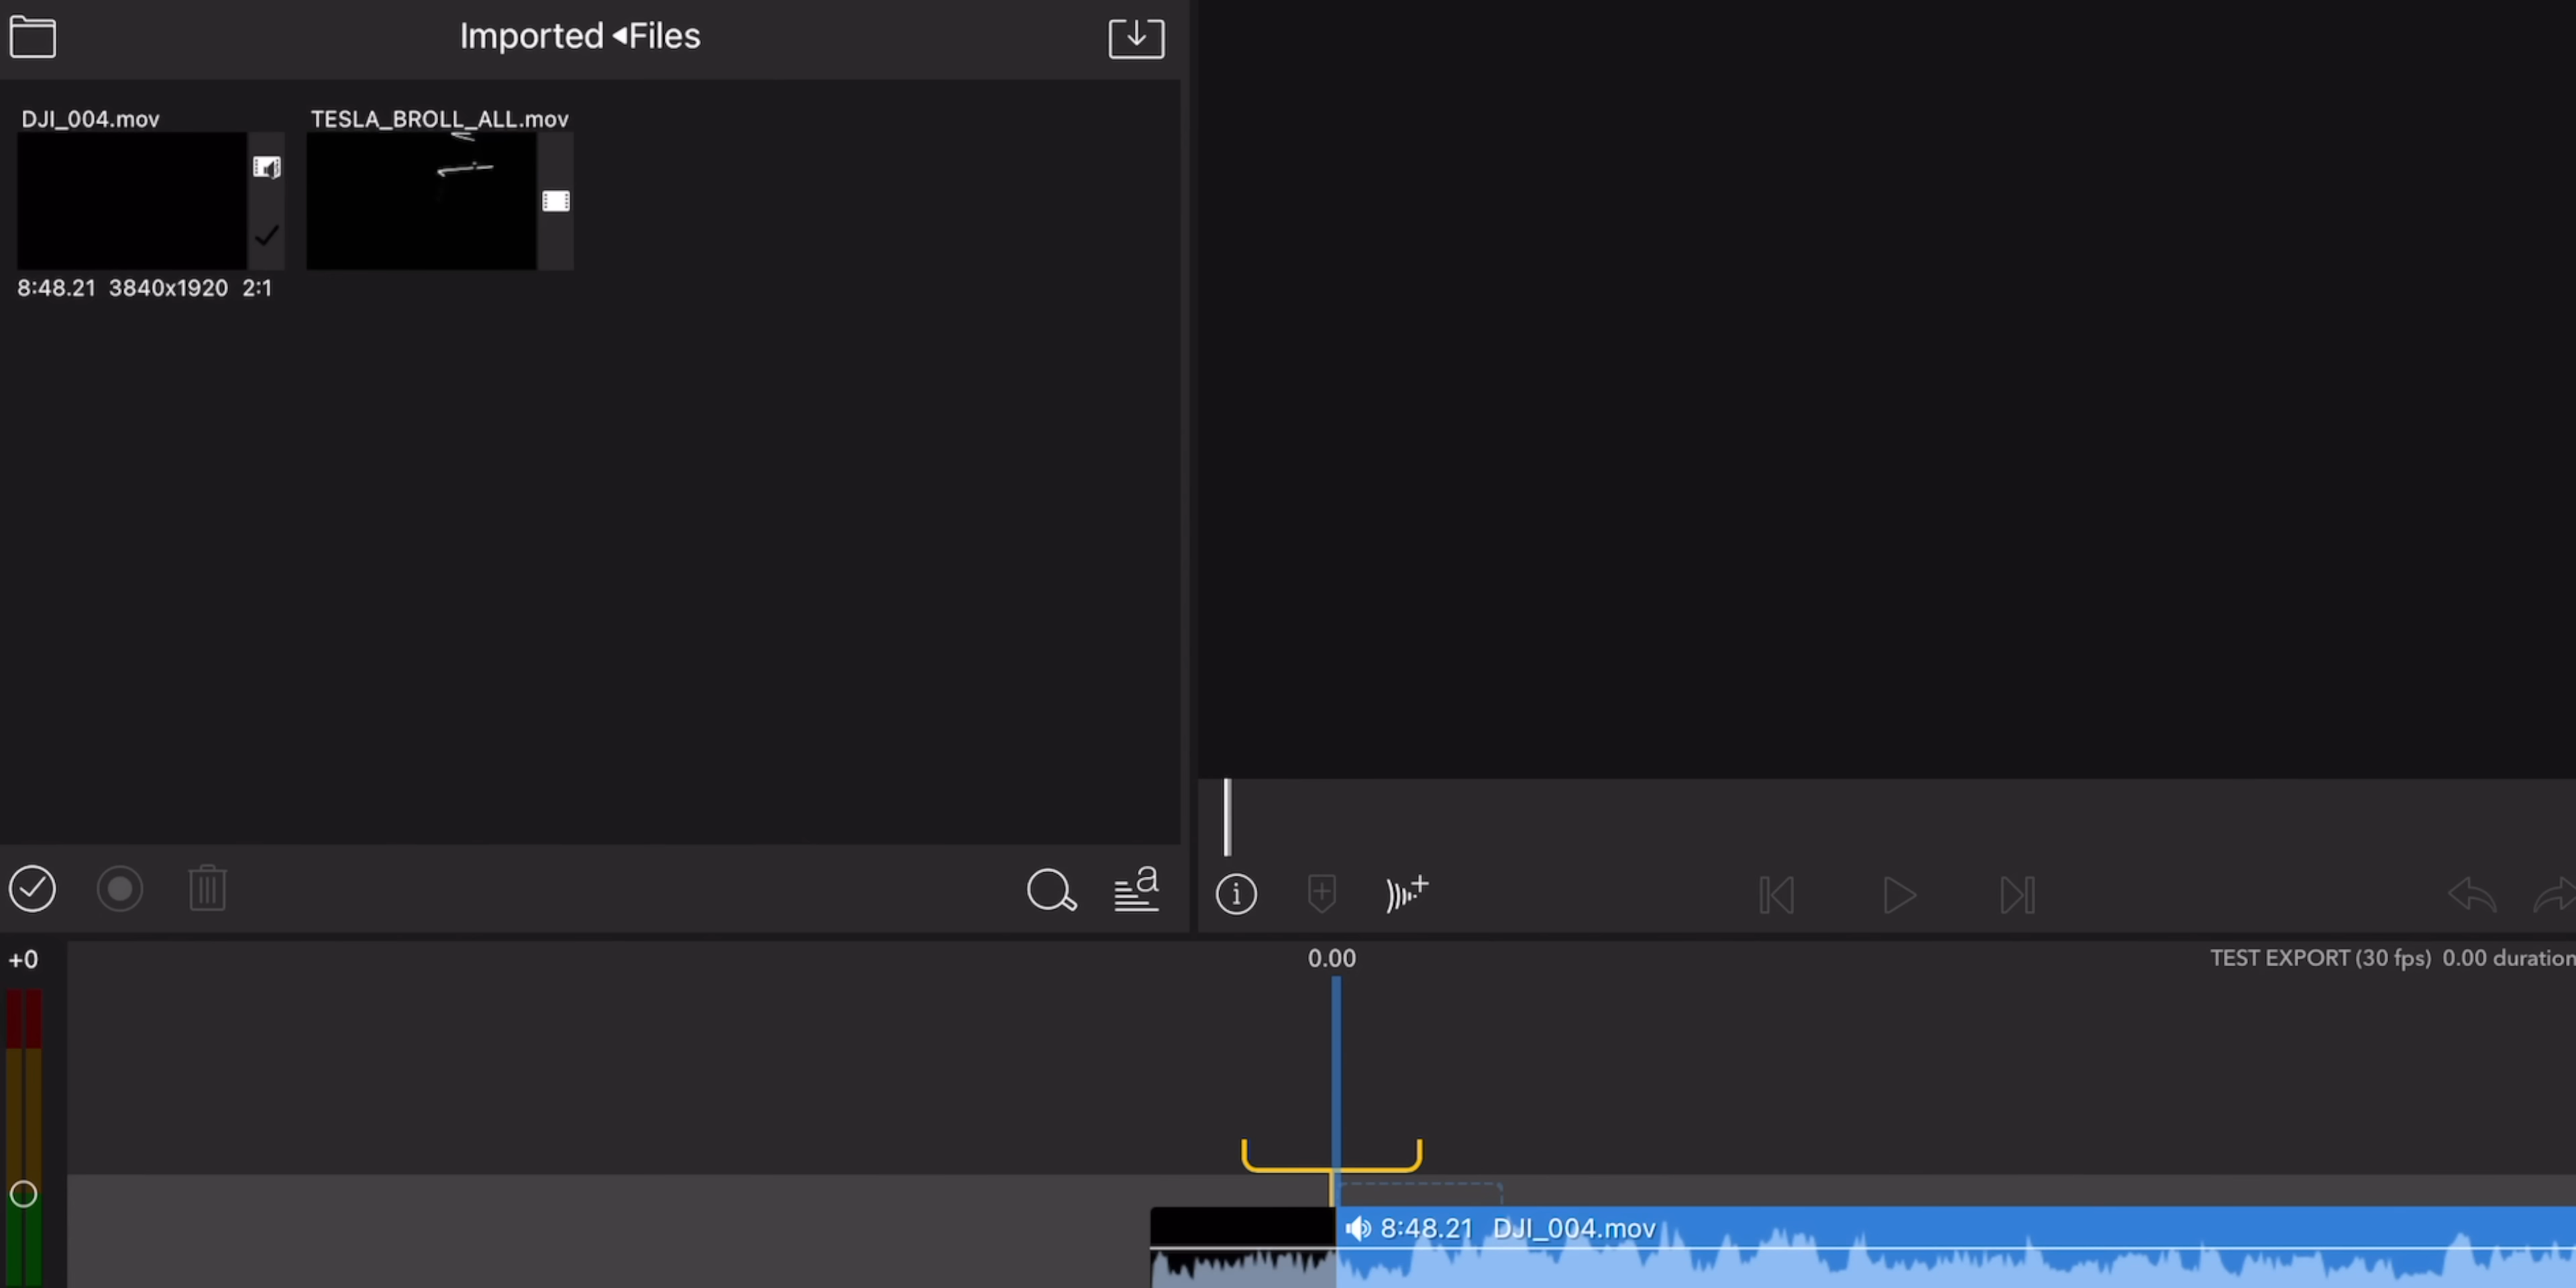 Imported ◀Files
DJI_004.mov
TESLA_BROLL_ALL.mov
8:48.21 3840x1920 2:1
a
+0
0.00
TEST EXPORT (30 fps) 0.00 duration
8:48.21 DJI_004.mov